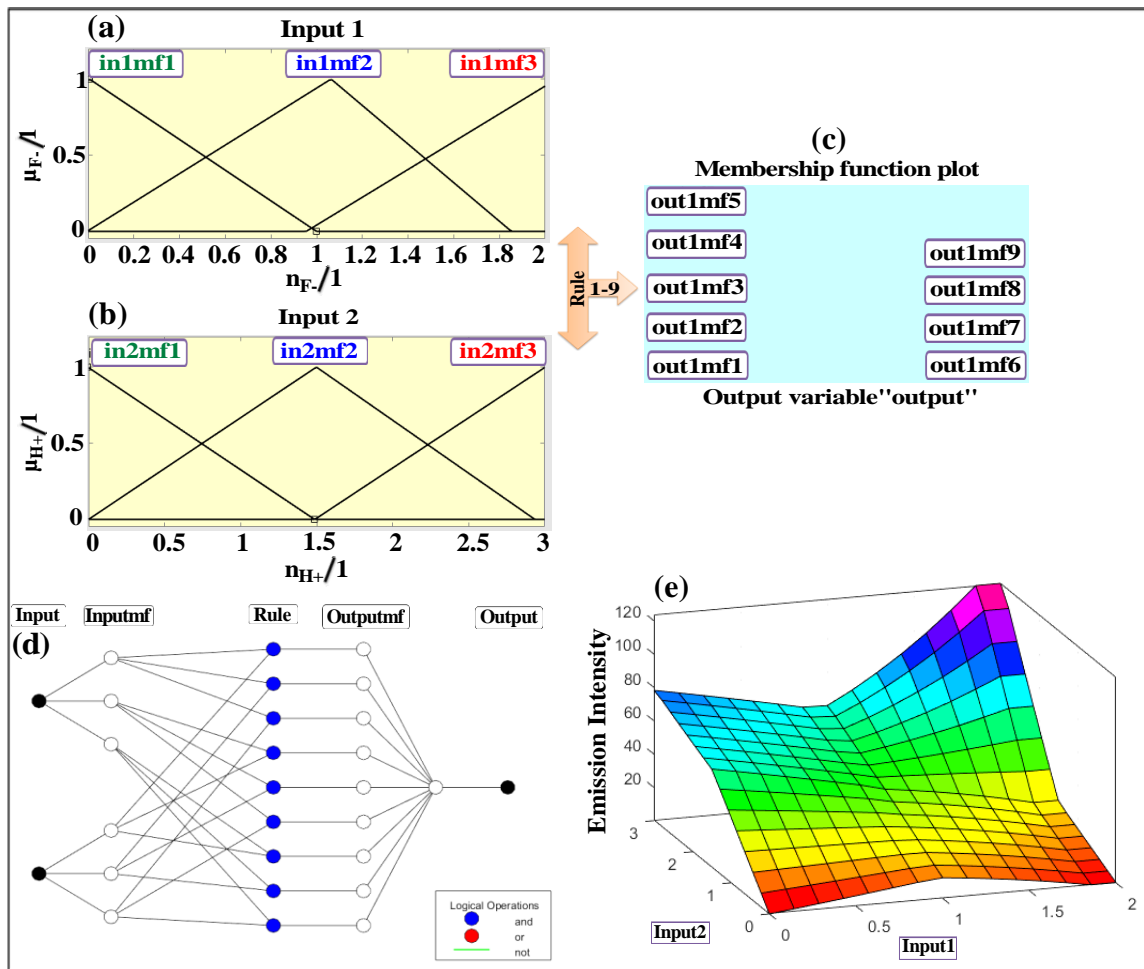 (a)
Input 1
in1mf1 in1mf2 in1mf3
1
0.5
0
μF-/1
0 0.2 0.4 0.6 0.8 1 1.2 1.4 1.6 1.8 2
nF-/1
(b)
Input 2
in2mf1 in2mf2 in2mf3
1
0.5
0
μH+/1
0 0.5 1 1.5 2 2.5 3
nH+/1
Rule 1-9
(c)
Membership function plot
out1mf5
out1mf4 out1mf9
out1mf3 out1mf8
out1mf2 out1mf7
out1mf1 out1mf6
Output variable"output"
Input Inputmf Rule Outputmf Output
(d)
Logical Operations
and
or
not
(e)
120
100
80
60
40
20
Emission Intensity
3
2
1
0
Input2
0 0.5 1 1.5 2
Input1